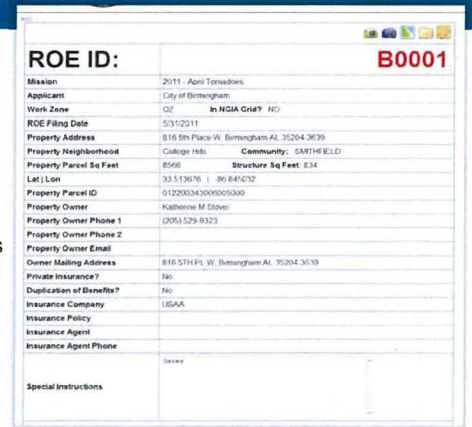 ROE ID: B0001
Mission 2011 - April Tornadoes
Applicant City of Birmingham
Work Zone OZ In NGIA Grid? NO
ROE Filing Date 5/31/2011
Property Address 816 5th Place W, Birmingham AL, 35204-3639
Property Neighborhood College Hills Community: SMITHFIELD
Property Parcel Sq Feet 8566 Structure Sq Feet: 834
Lat | Lon 33.513676 | -86.845032
Property Parcel ID 012200343006005000
Property Owner Katherine M Stover
Property Owner Phone 1 (205) 529-9323
Property Owner Phone 2
Property Owner Email
s
Owner Mailing Address 816 5TH PL W, Birmingham AL, 35204-3639
Private Insurance? No
Duplication of Benefits? No
Insurance Company USAA
Insurance Policy
Insurance Agent
Insurance Agent Phone
Special Instructions